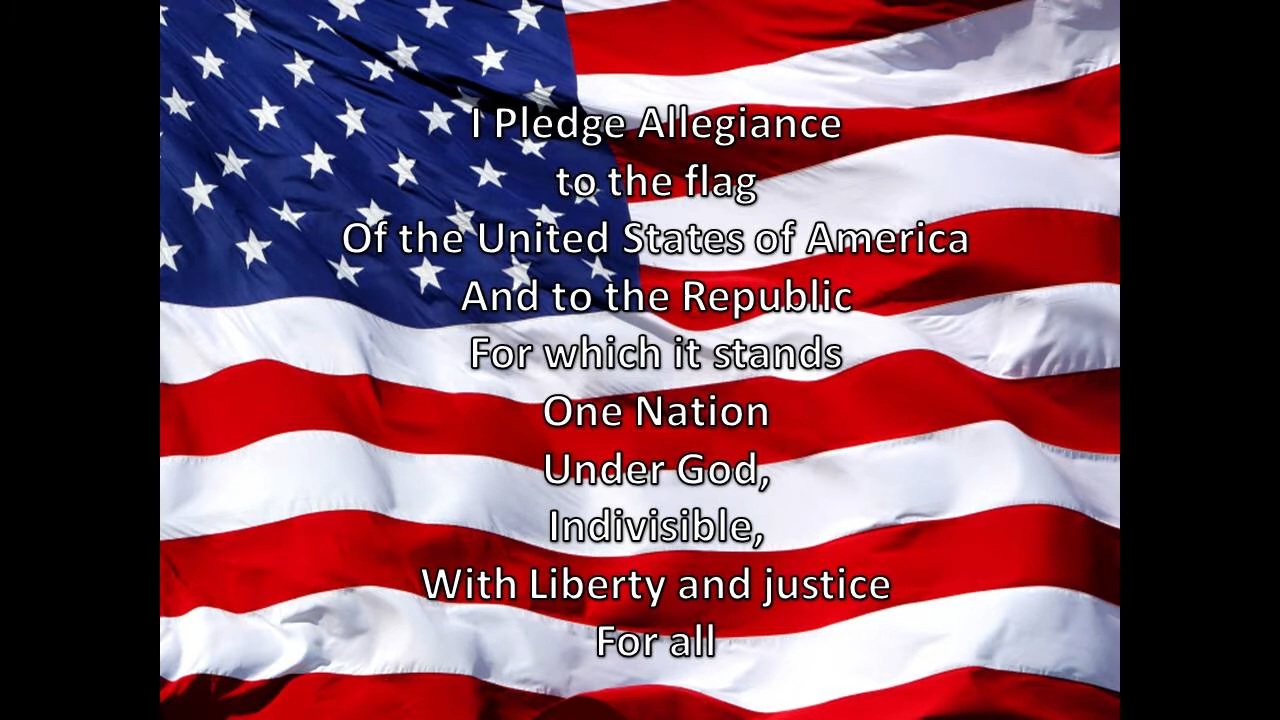 I Pledge Allegiance
to the flag
Of the United States of America
And to the Republic
For which it stands
One Nation
Under God,
Indivisible,
With Liberty and justice
For all